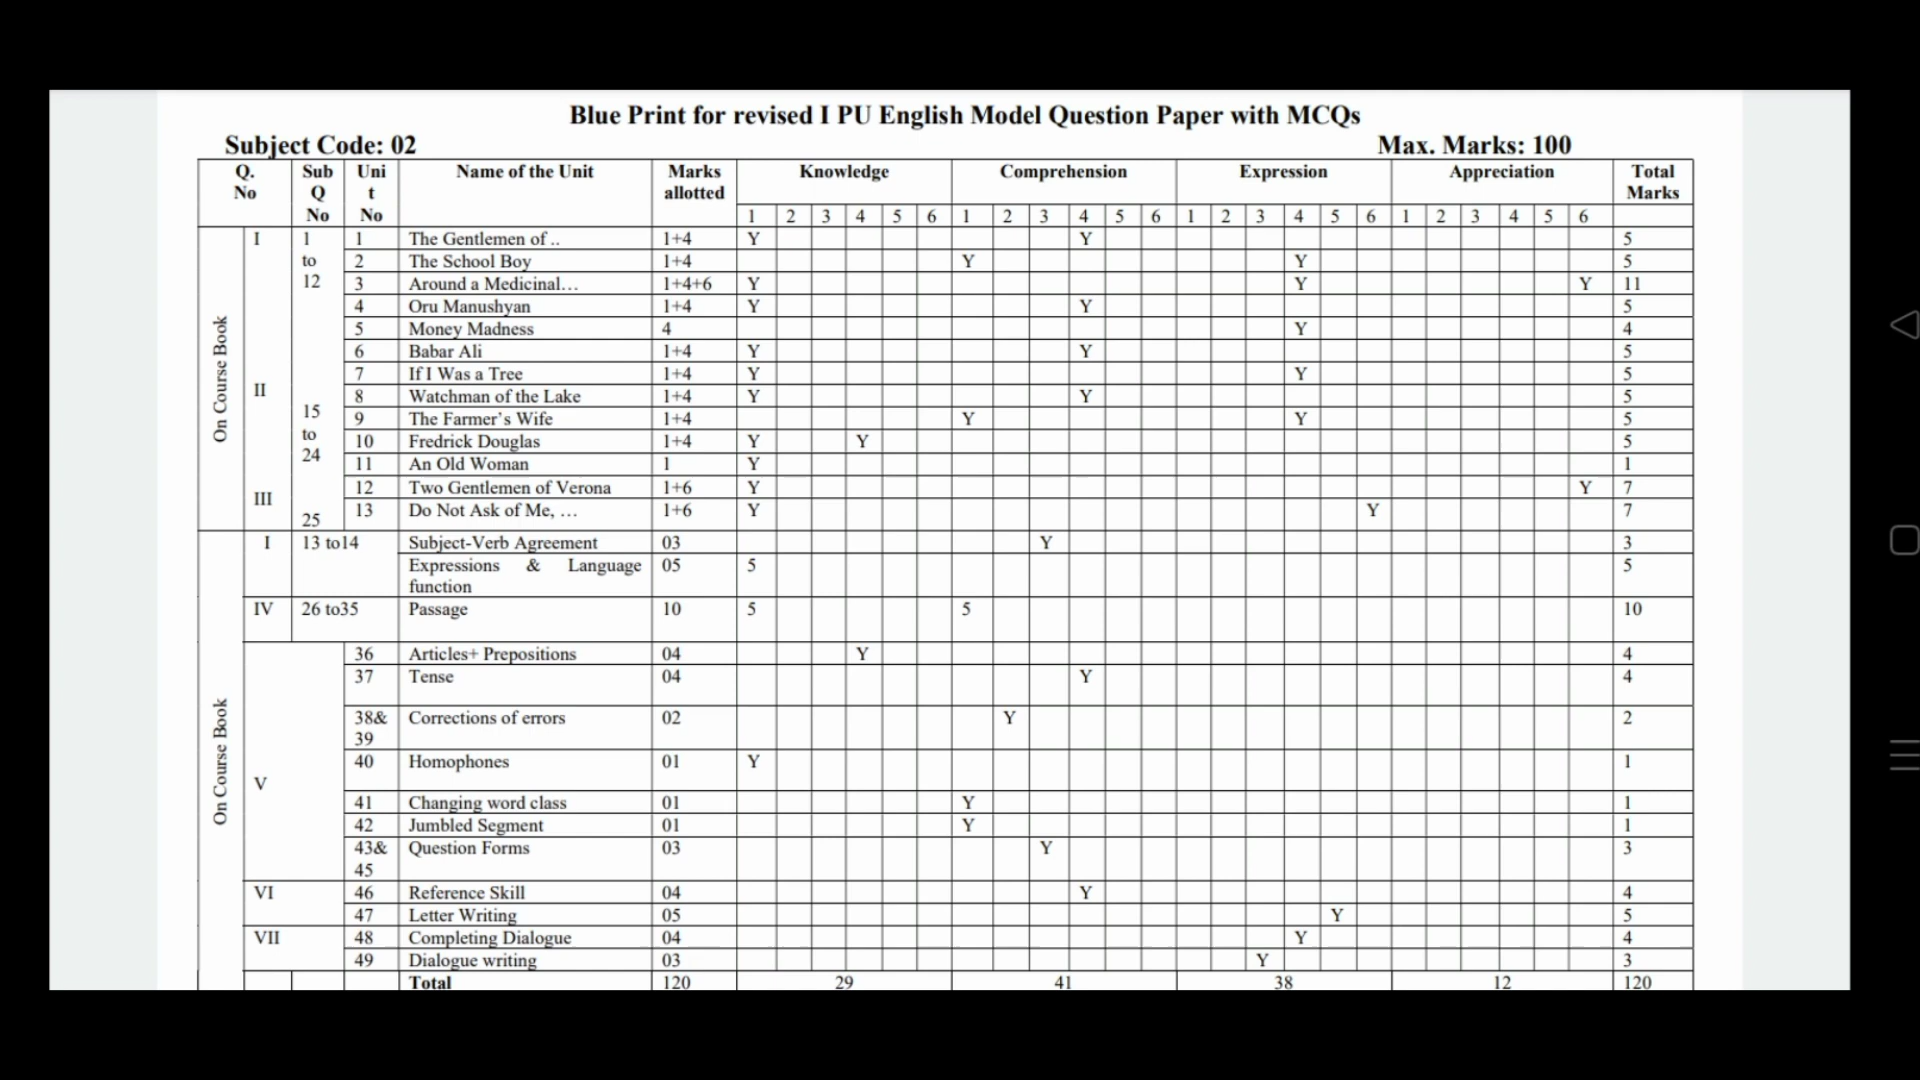 Blue Print for revised I PU English Model Question Paper with MCQs
Subject Code: 02 Max. Marks: 100
Q. No Sub Q No Uni t No Name of the Unit Marks allotted Knowledge Comprehension Expression Appreciation Total Marks
1 2 3 4 5 6 1 2 3 4 5 6 1 2 3 4 5 6 1 2 3 4 5 6
On Course Book
I 1 1 The Gentlemen of .. 1+4 Y Y 5
to 2 The School Boy 1+4 Y Y 5
12 3 Around a Medicinal… 1+4+6 Y Y Y 11
4 Oru Manushyan 1+4 Y Y 5
5 Money Madness 4 Y 4
6 Babar Ali 1+4 Y Y 5
7 If I Was a Tree 1+4 Y Y 5
II 8 Watchman of the Lake 1+4 Y Y 5
15 9 The Farmer's Wife 1+4 Y Y 5
to 10 Fredrick Douglas 1+4 Y Y 5
24 11 An Old Woman 1 Y 1
12 Two Gentlemen of Verona 1+6 Y Y 7
III 13 Do Not Ask of Me, … 1+6 Y Y 7
25
On Course Book
I 13 to14 Subject-Verb Agreement 03 Y 3
Expressions & Language 05 5 5
function
IV 26 to35 Passage 10 5 5 10
36 Articles+ Prepositions 04 Y 4
37 Tense 04 Y 4
38& Corrections of errors 02 Y 2
39
40 Homophones 01 Y 1
V
41 Changing word class 01 Y 1
42 Jumbled Segment 01 Y 1
43& Question Forms 03 Y 3
45
VI 46 Reference Skill 04 Y 4
47 Letter Writing 05 Y 5
VII 48 Completing Dialogue 04 Y 4
49 Dialogue writing 03 Y 3
Total 120 29 41 38 12 120